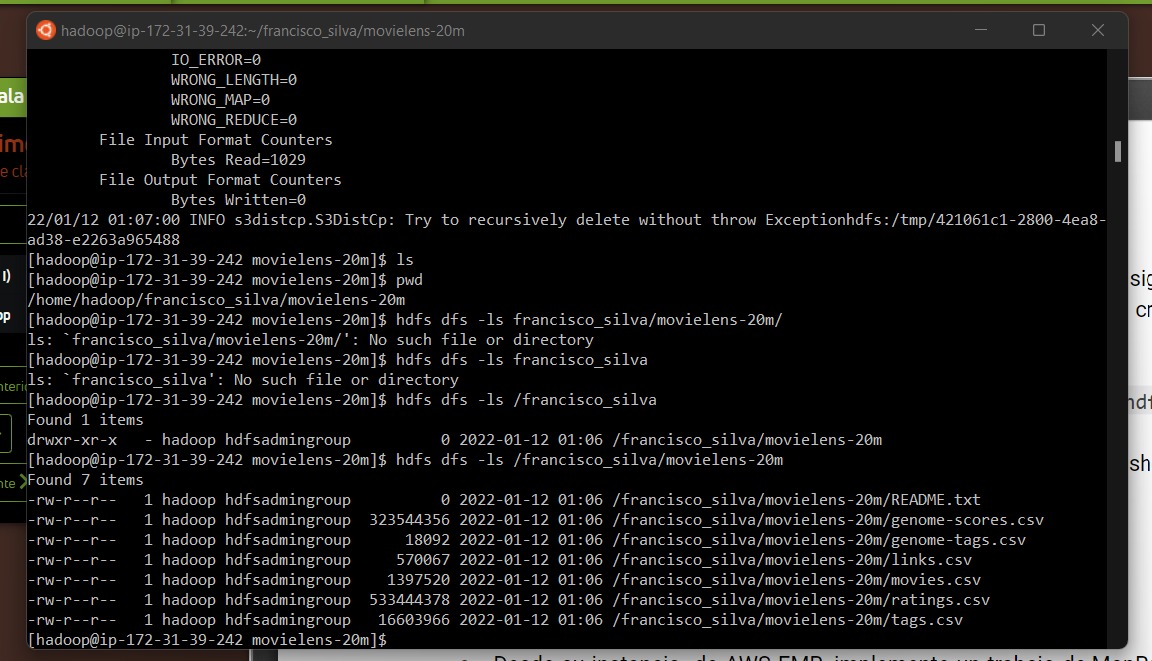 hadoop@ip-172-31-39-242:~/francisco_silva/movielens-20m
IO_ERROR=0
WRONG_LENGTH=0
WRONG_MAP=0
WRONG_REDUCE=0
File Input Format Counters
Bytes Read=1029
File Output Format Counters
Bytes Written=0
22/01/12 01:07:00 INFO s3distcp.S3DistCp: Try to recursively delete without throw Exceptionhdfs:/tmp/421061c1-2800-4ea8-
ad38-e2263a965488
[hadoop@ip-172-31-39-242 movielens-20m]$ ls
[hadoop@ip-172-31-39-242 movielens-20m]$ pwd
/home/hadoop/francisco_silva/movielens-20m
[hadoop@ip-172-31-39-242 movielens-20m]$ hdfs dfs -ls francisco_silva/movielens-20m/
ls: `francisco_silva/movielens-20m/': No such file or directory
[hadoop@ip-172-31-39-242 movielens-20m]$ hdfs dfs -ls francisco_silva
ls: `francisco_silva': No such file or directory
[hadoop@ip-172-31-39-242 movielens-20m]$ hdfs dfs -ls /francisco_silva
Found 1 items
drwxr-xr-x   - hadoop hdfsadmingroup          0 2022-01-12 01:06 /francisco_silva/movielens-20m
[hadoop@ip-172-31-39-242 movielens-20m]$ hdfs dfs -ls /francisco_silva/movielens-20m
Found 7 items
-rw-r--r--   1 hadoop hdfsadmingroup          0 2022-01-12 01:06 /francisco_silva/movielens-20m/README.txt
-rw-r--r--   1 hadoop hdfsadmingroup  323544356 2022-01-12 01:06 /francisco_silva/movielens-20m/genome-scores.csv
-rw-r--r--   1 hadoop hdfsadmingroup      18092 2022-01-12 01:06 /francisco_silva/movielens-20m/genome-tags.csv
-rw-r--r--   1 hadoop hdfsadmingroup     570067 2022-01-12 01:06 /francisco_silva/movielens-20m/links.csv
-rw-r--r--   1 hadoop hdfsadmingroup    1397520 2022-01-12 01:06 /francisco_silva/movielens-20m/movies.csv
-rw-r--r--   1 hadoop hdfsadmingroup  533444378 2022-01-12 01:06 /francisco_silva/movielens-20m/ratings.csv
-rw-r--r--   1 hadoop hdfsadmingroup   16603966 2022-01-12 01:06 /francisco_silva/movielens-20m/tags.csv
[hadoop@ip-172-31-39-242 movielens-20m]$